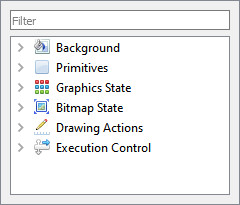 Filter
Background
Primitives
Graphics State
Bitmap State
Drawing Actions
Execution Control